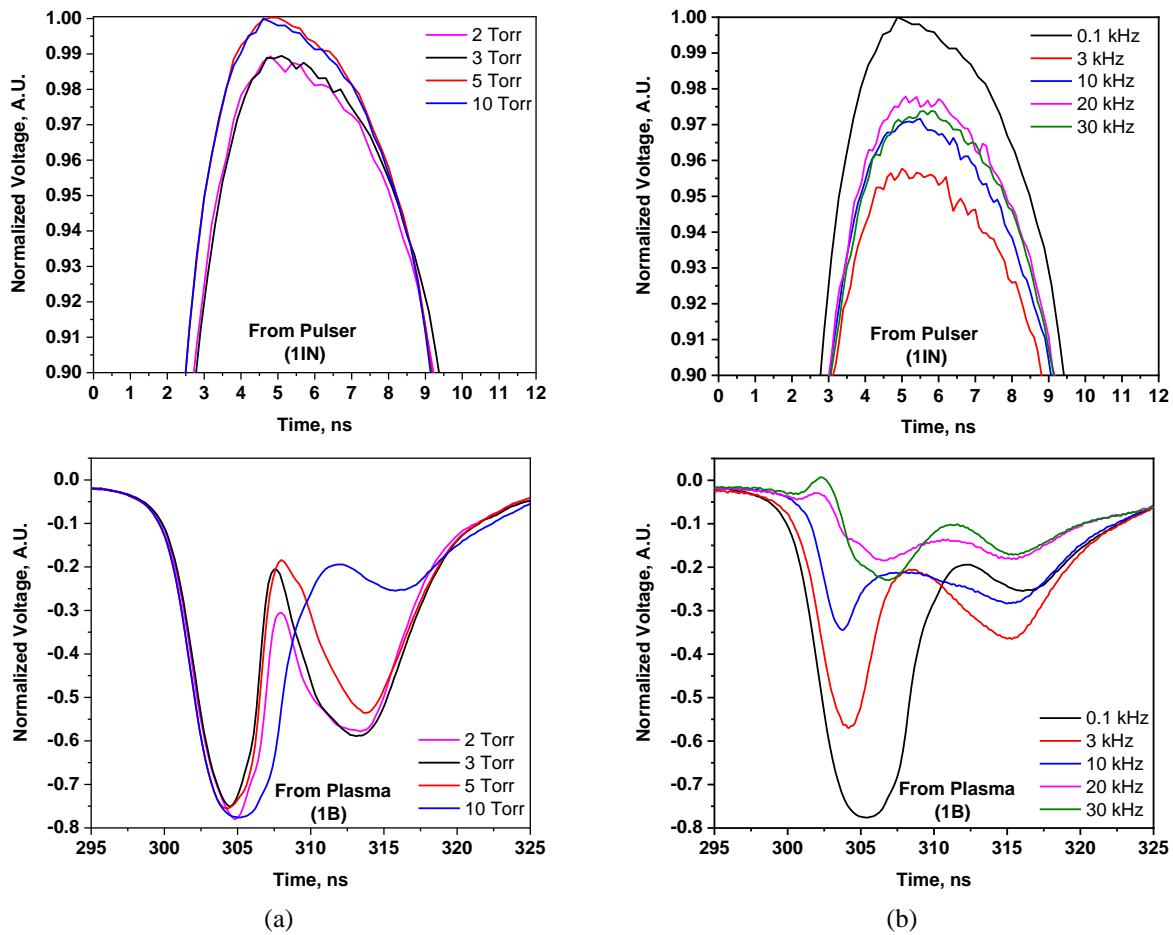 1.00
0.99
0.98
0.97
0.96
0.95
0.94
0.93
0.92
0.91
0.90
Normalized Voltage, A.U.
2 Torr
3 Torr
5 Torr
10 Torr
From Pulser
(1IN)
0 1 2 3 4 5 6 7 8 9 10 11 12
Time, ns
1.00
0.99
0.98
0.97
0.96
0.95
0.94
0.93
0.92
0.91
0.90
Normalized Voltage, A.U.
0.1 kHz
3 kHz
10 kHz
20 kHz
30 kHz
From Pulser
(1IN)
0 1 2 3 4 5 6 7 8 9 10 11 12
Time, ns
0.0
-0.1
-0.2
-0.3
-0.4
-0.5
-0.6
-0.7
-0.8
Normalized Voltage, A.U.
2 Torr
3 Torr
5 Torr
10 Torr
From Plasma
(1B)
295 300 305 310 315 320 325
Time, ns
(a)
0.0
-0.1
-0.2
-0.3
-0.4
-0.5
-0.6
-0.7
-0.8
Normalized Voltage, A.U.
0.1 kHz
3 kHz
10 kHz
20 kHz
30 kHz
From Plasma
(1B)
295 300 305 310 315 320 325
Time, ns
(b)